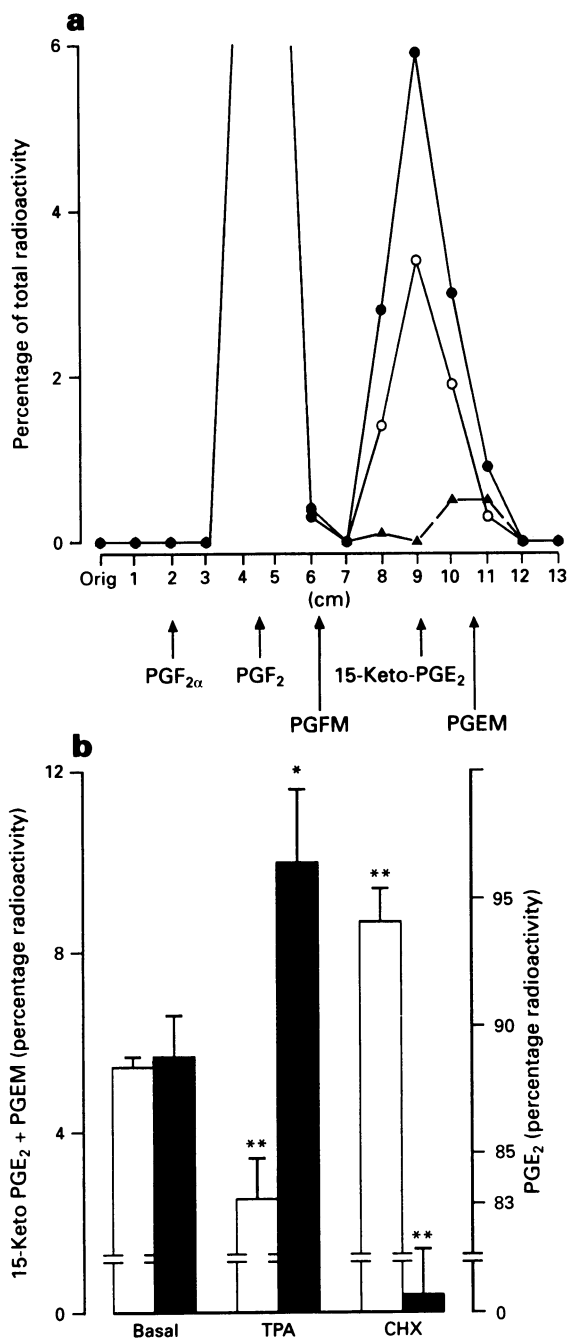 a
Percentage of total radioactivity
6
4
2
0
Orig 1 2 3 4 5 6 7 8 9 10 11 12 13
(cm)
PGF2α PGF2 15-Keto-PGE2
PGFM PGEM
b
15-Keto PGE2 + PGEM (percentage radioactivity)
12
8
4
0
* 
**
**
**
95
90
85
83
0
PGE2 (percentage radioactivity)
Basal TPA CHX